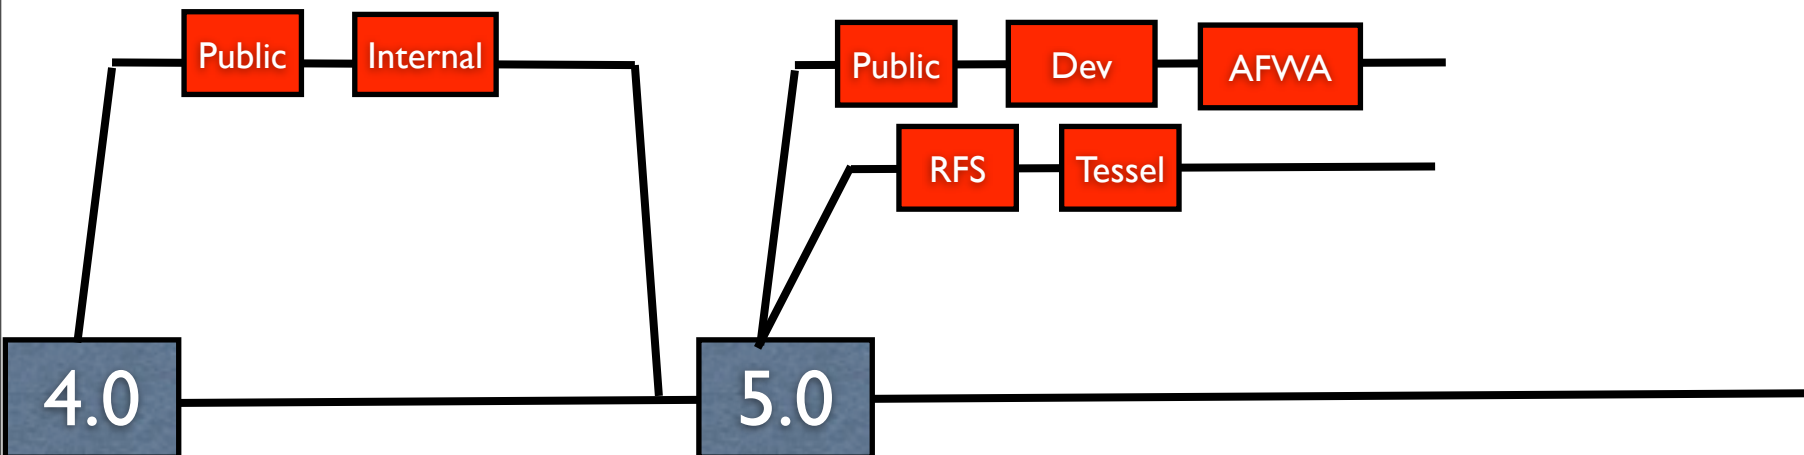 Public
Internal
Public
Dev
AFWA
RFS
Tessel
4.0
5.0